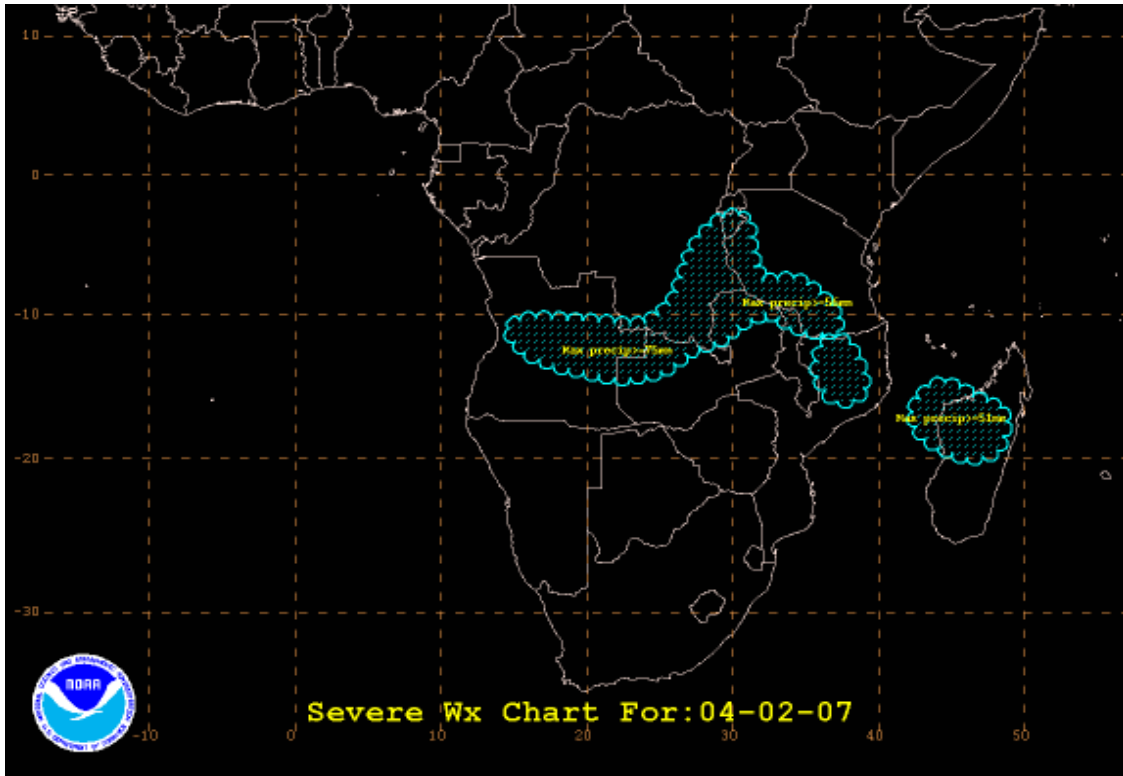 10
0
Max precip>=
-10
Max precip>=75mm
Max precip>=51mm
-20
-30
NOAA
Severe Wx Chart For:04-02-07
-10 0 10 20 30 40 50